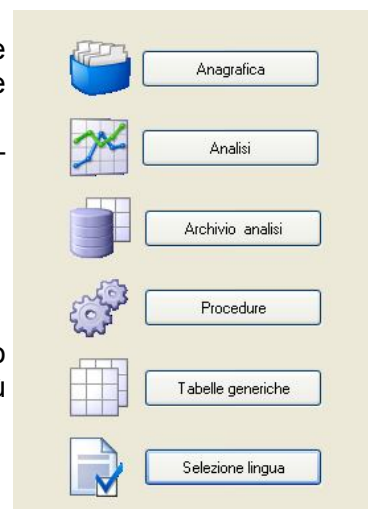 e
e
Anagrafica
-
Analisi
Archivio analisi
Procedure
o
u
Tabelle generiche
Selezione lingua